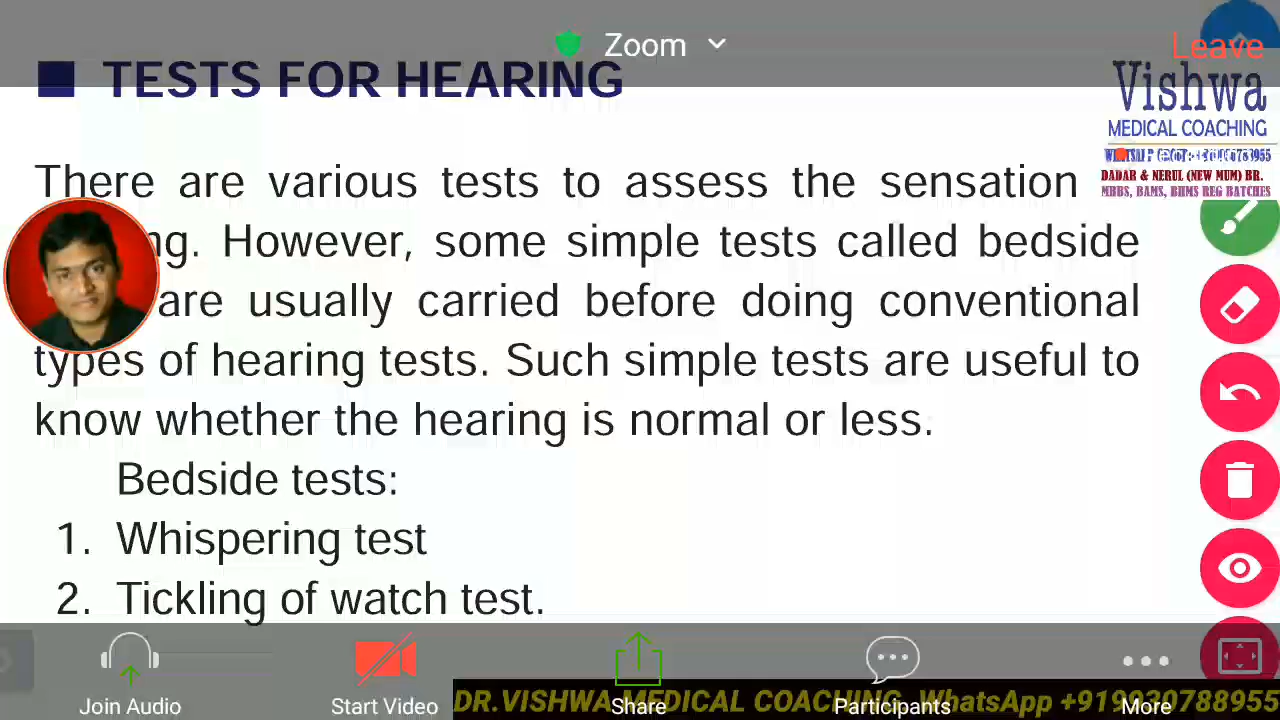 Zoom
Leave
TESTS FOR HEARING
Vishwa
MEDICAL COACHING
DADAR & NERUL (NEW MUM) BR.
MBBS, BAMS, BHMS REG BATCHES
There are various tests to assess the sensation
ng. However, some simple tests called bedside
are usually carried before doing conventional
types of hearing tests. Such simple tests are useful to
know whether the hearing is normal or less.
Bedside tests:
1. Whispering test
2. Tickling of watch test.
Join Audio
Start Video
Share
Participants
More
DR.VISHWA MEDICAL COACHING, WhatsApp +919930788955